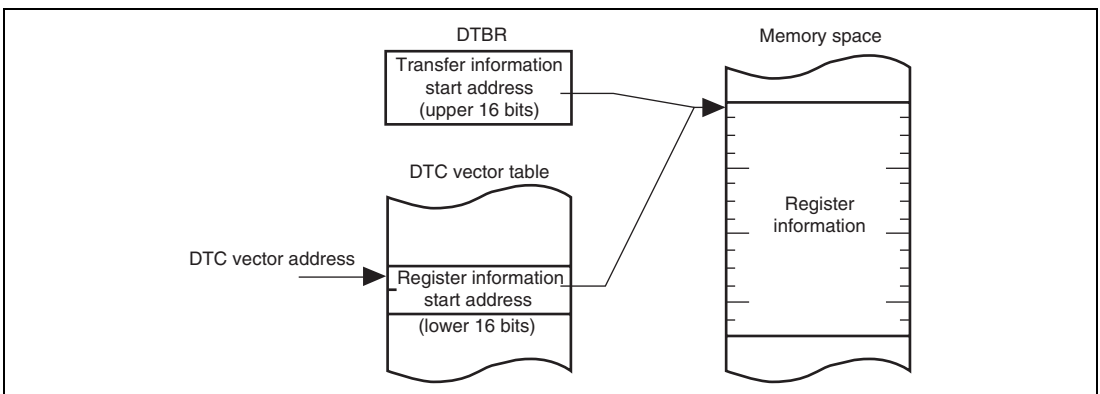 DTBR
Transfer information
start address
(upper 16 bits)
Memory space
DTC vector table
DTC vector address
Register information
start address
(lower 16 bits)
Register
information